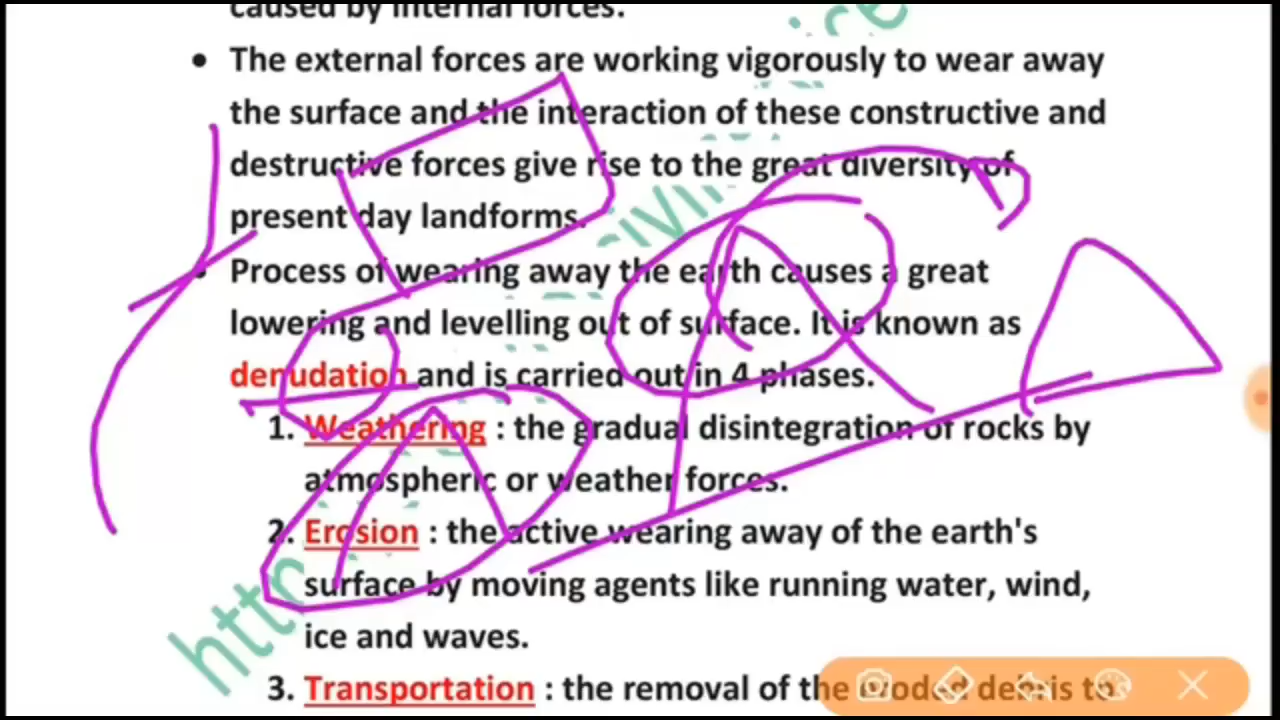 caused by internal forces.
• The external forces are working vigorously to wear away
the surface and the interaction of these constructive and
destructive forces give rise to the great diversity of
present day landforms.
• Process of wearing away the earth causes a great
lowering and levelling out of surface. It is known as
denudation and is carried out in 4 phases.
1. Weathering : the gradual disintegration of rocks by
atmospheric or weather forces.
2. Erosion : the active wearing away of the earth's
surface by moving agents like running water, wind,
ice and waves.
3. Transportation : the removal of the eroded debris to